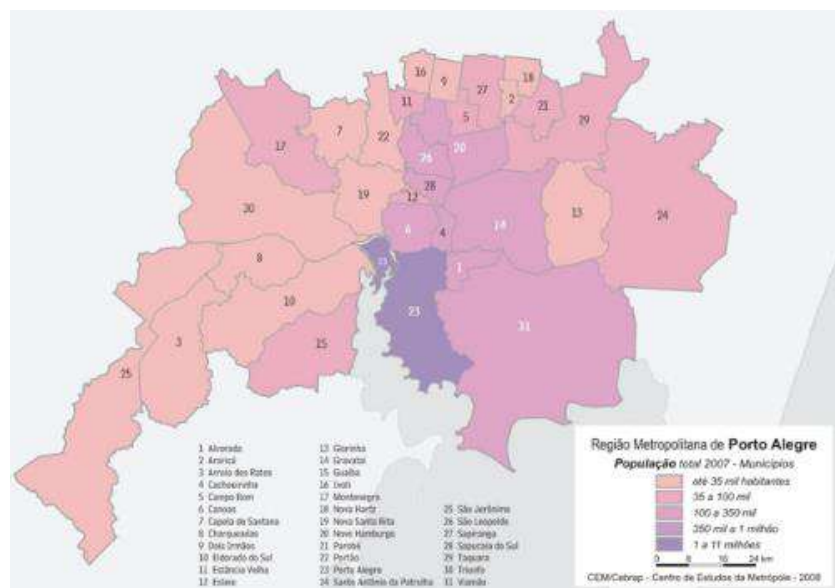 16
9
18
27
2
21
11
5
29
17
7
22
20
26
28
12
19
13
24
30
6
4
14
8
1
10
23
23
31
3
15
25
1 Alvorada
2 Araricá
3 Arroio dos Ratos
4 Cachoeirinha
5 Campo Bom
6 Canoas
7 Capela de Santana
8 Charqueadas
9 Dois Irmãos
10 Eldorado do Sul
11 Estância Velha
12 Esteio
13 Glorinha
14 Gravataí
15 Guaíba
16 Ivoti
17 Montenegro
18 Nova Hartz
19 Nova Santa Rita
20 Novo Hamburgo
21 Parobé
22 Portão
23 Porto Alegre
24 Santo Antônio da Patrulha
25 São Jerônimo
26 São Leopoldo
27 Sapiranga
28 Sapucaia do Sul
29 Taquara
30 Triunfo
31 Viamão
Região Metropolitana de Porto Alegre
População total 2007 - Municípios
até 35 mil habitantes
35 a 100 mil
100 a 350 mil
350 mil a 1 milhão
1 a 11 milhões
0 8 16 24 km
CEM/Cebrap - Centro de Estudos da Metrópole - 2008